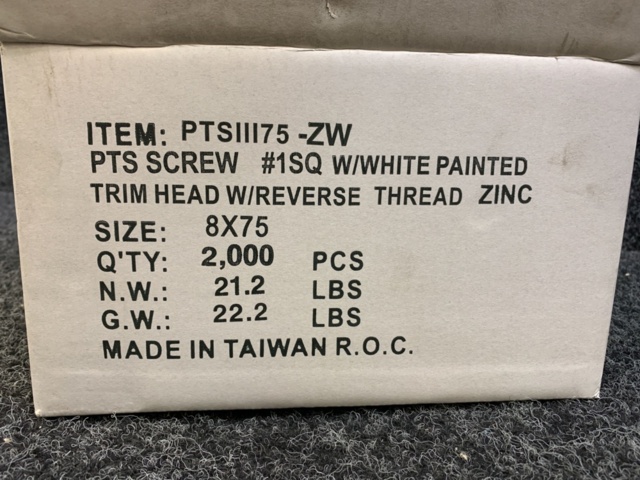 ITEM: PTSIII75 -ZW
PTS SCREW #1SQ W/WHITE PAINTED
TRIM HEAD W/REVERSE THREAD ZINC
SIZE: 8X75
Q'TY: 2,000 PCS
N.W.: 21.2 LBS
G.W.: 22.2 LBS
MADE IN TAIWAN R.O.C.